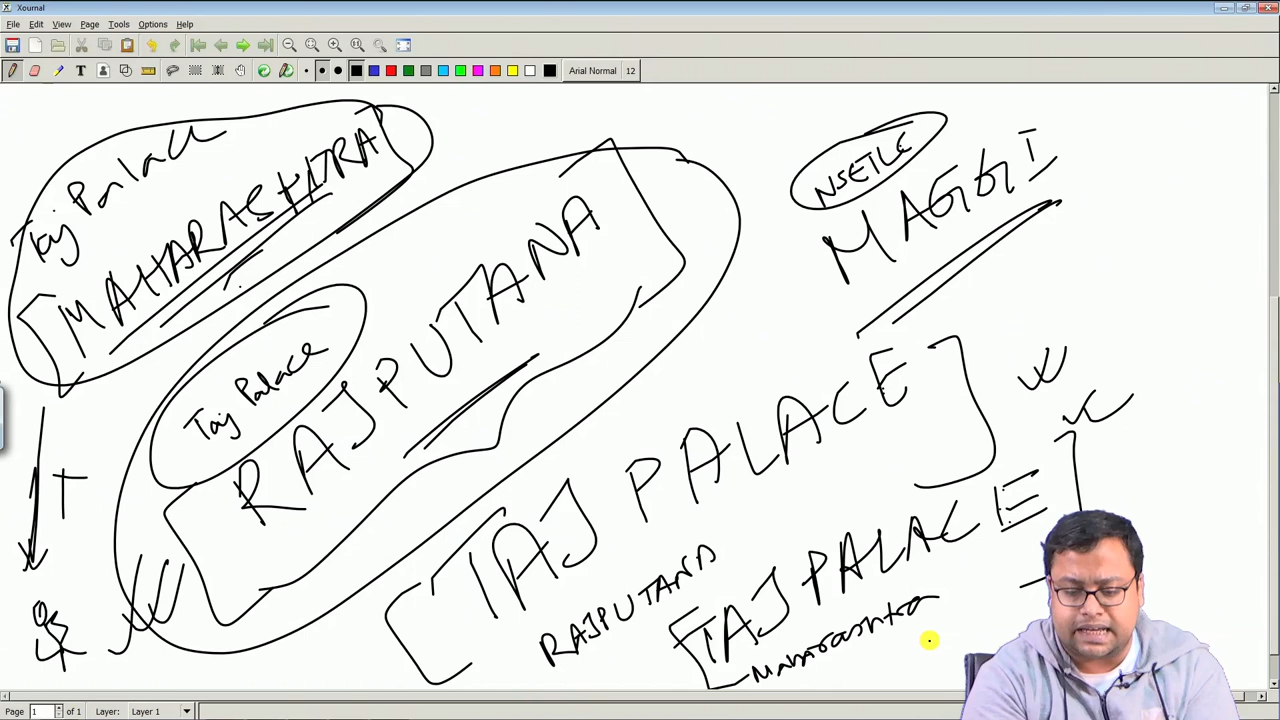 Xournal
File Edit View Page Tools Options Help
Arial Normal 12
Taj Palace
MAHARASHTRA
NSETLE
MAGGI
Taj Palace
RAJPUTANA
TAJ PALACE
RAJPUTANA
TAJ PALACE
Maharashtra
T
Page 1 of 1 Layer: Layer 1